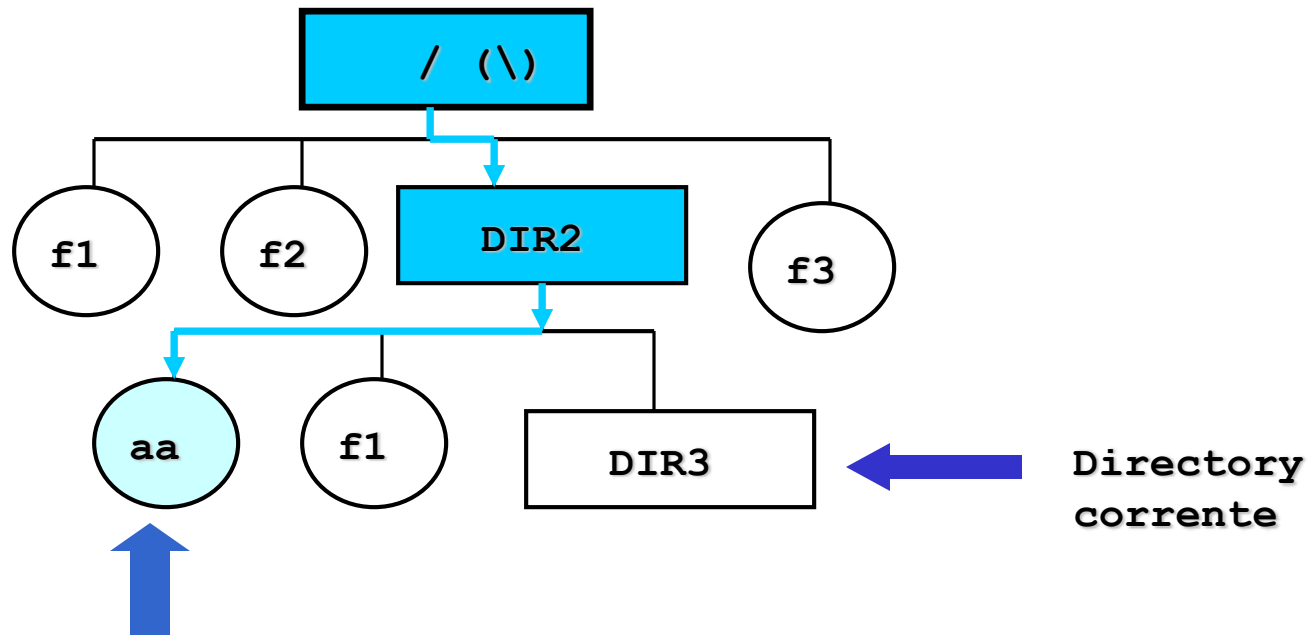 / (\)
f1
f2
DIR2
f3
aa
f1
DIR3
Directory
corrente